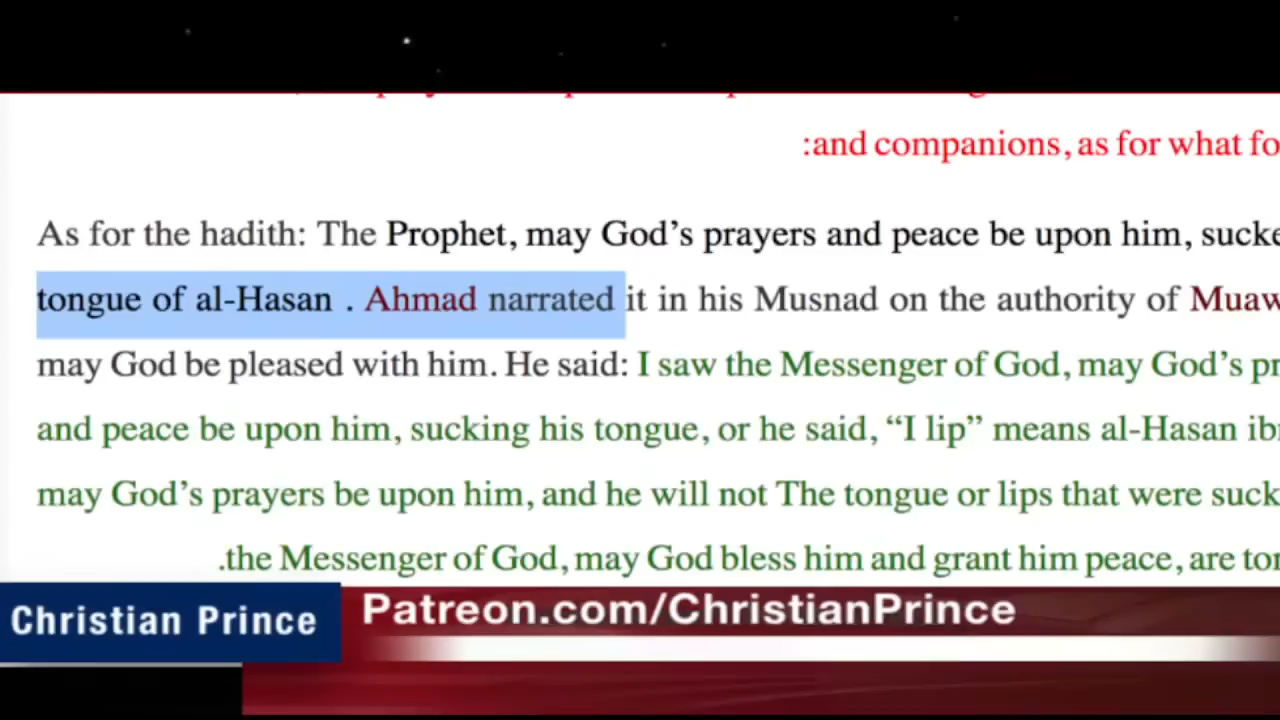 :and companions, as for what fo
As for the hadith: The Prophet, may God’s prayers and peace be upon him, sucke
tongue of al-Hasan . Ahmad narrated it in his Musnad on the authority of Muaw
may God be pleased with him. He said: I saw the Messenger of God, may God’s pr
and peace be upon him, sucking his tongue, or he said, “I lip” means al-Hasan ib
may God’s prayers be upon him, and he will not The tongue or lips that were suck
.the Messenger of God, may God bless him and grant him peace, are tor
Christian Prince
Patreon.com/ChristianPrince